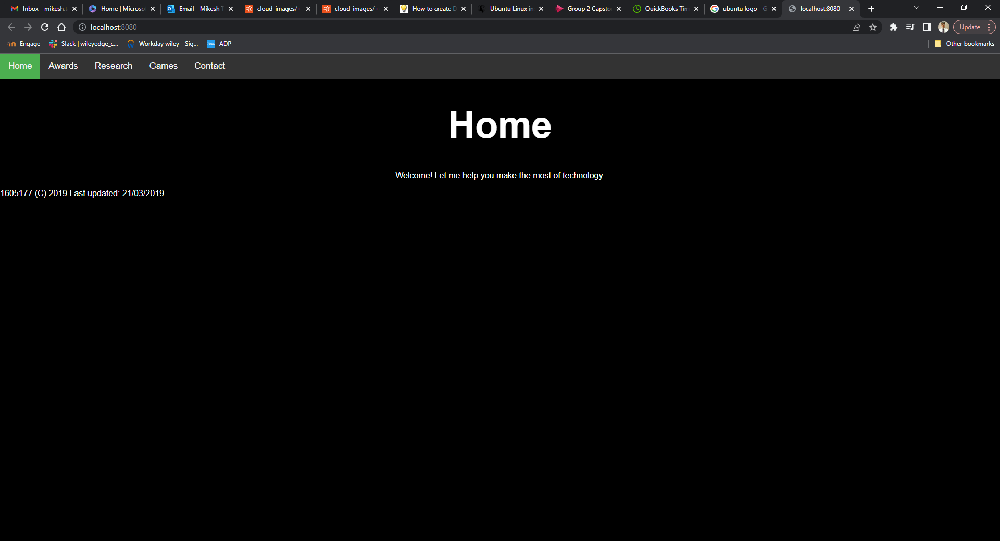 Inbox - mikesh.t
Home | Microso
Email - Mikesh T
cloud-images/+
cloud-images/+
How to create D
Ubuntu Linux in
Group 2 Capsto
QuickBooks Tim
ubuntu logo - G
localhost:8080
localhost:8080
Update
Engage
Slack | wileyedge_c...
Workday wiley - Sig...
ADP
Other bookmarks
Home
Awards
Research
Games
Contact
Home
Welcome! Let me help you make the most of technology.
1605177 (C) 2019 Last updated: 21/03/2019